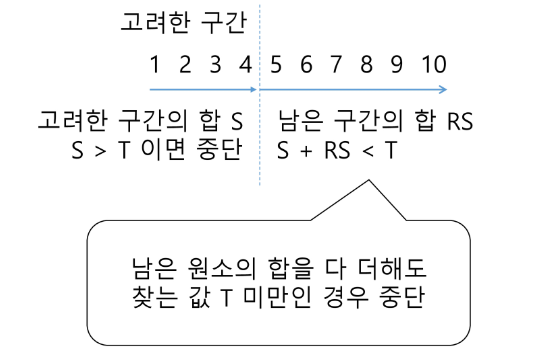 고려한 구간
1 2 3 4 5 6 7 8 9 10
고려한 구간의 합 S
S > T 이면 중단
남은 구간의 합 RS
S + RS < T
남은 원소의 합을 다 더해도
찾는 값 T 미만인 경우 중단